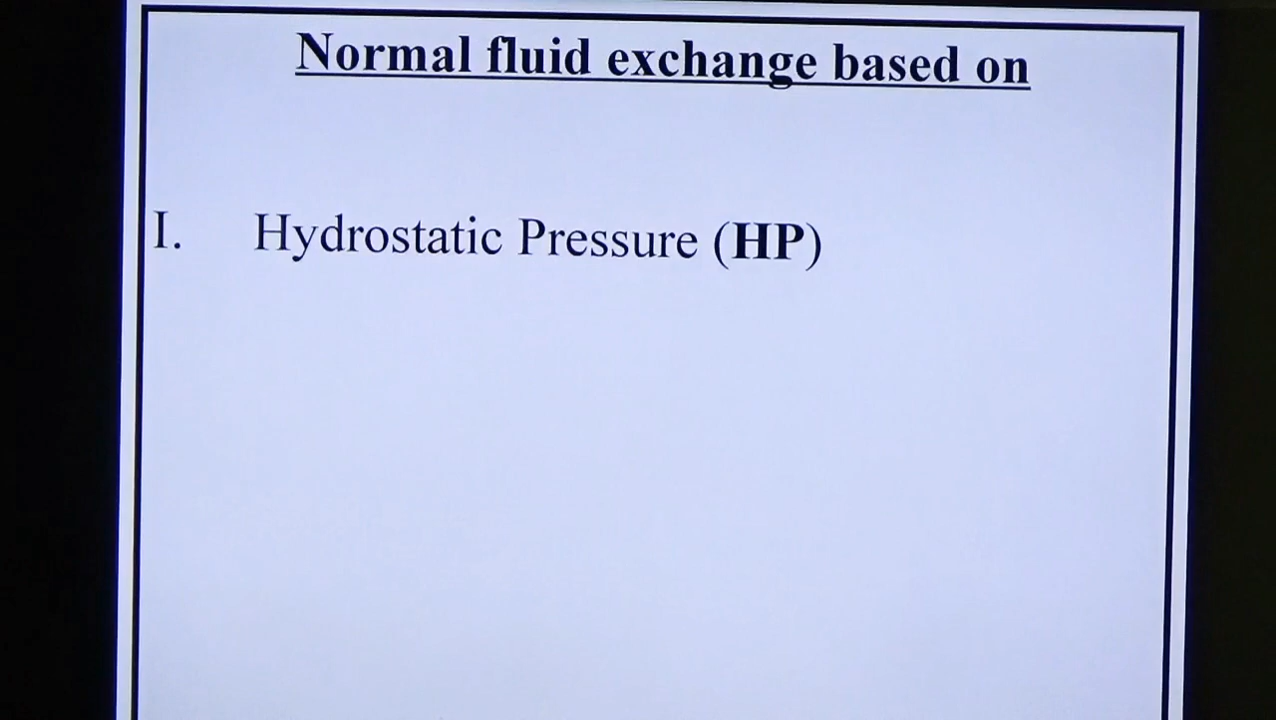 Normal fluid exchange based on
I. Hydrostatic Pressure (HP)